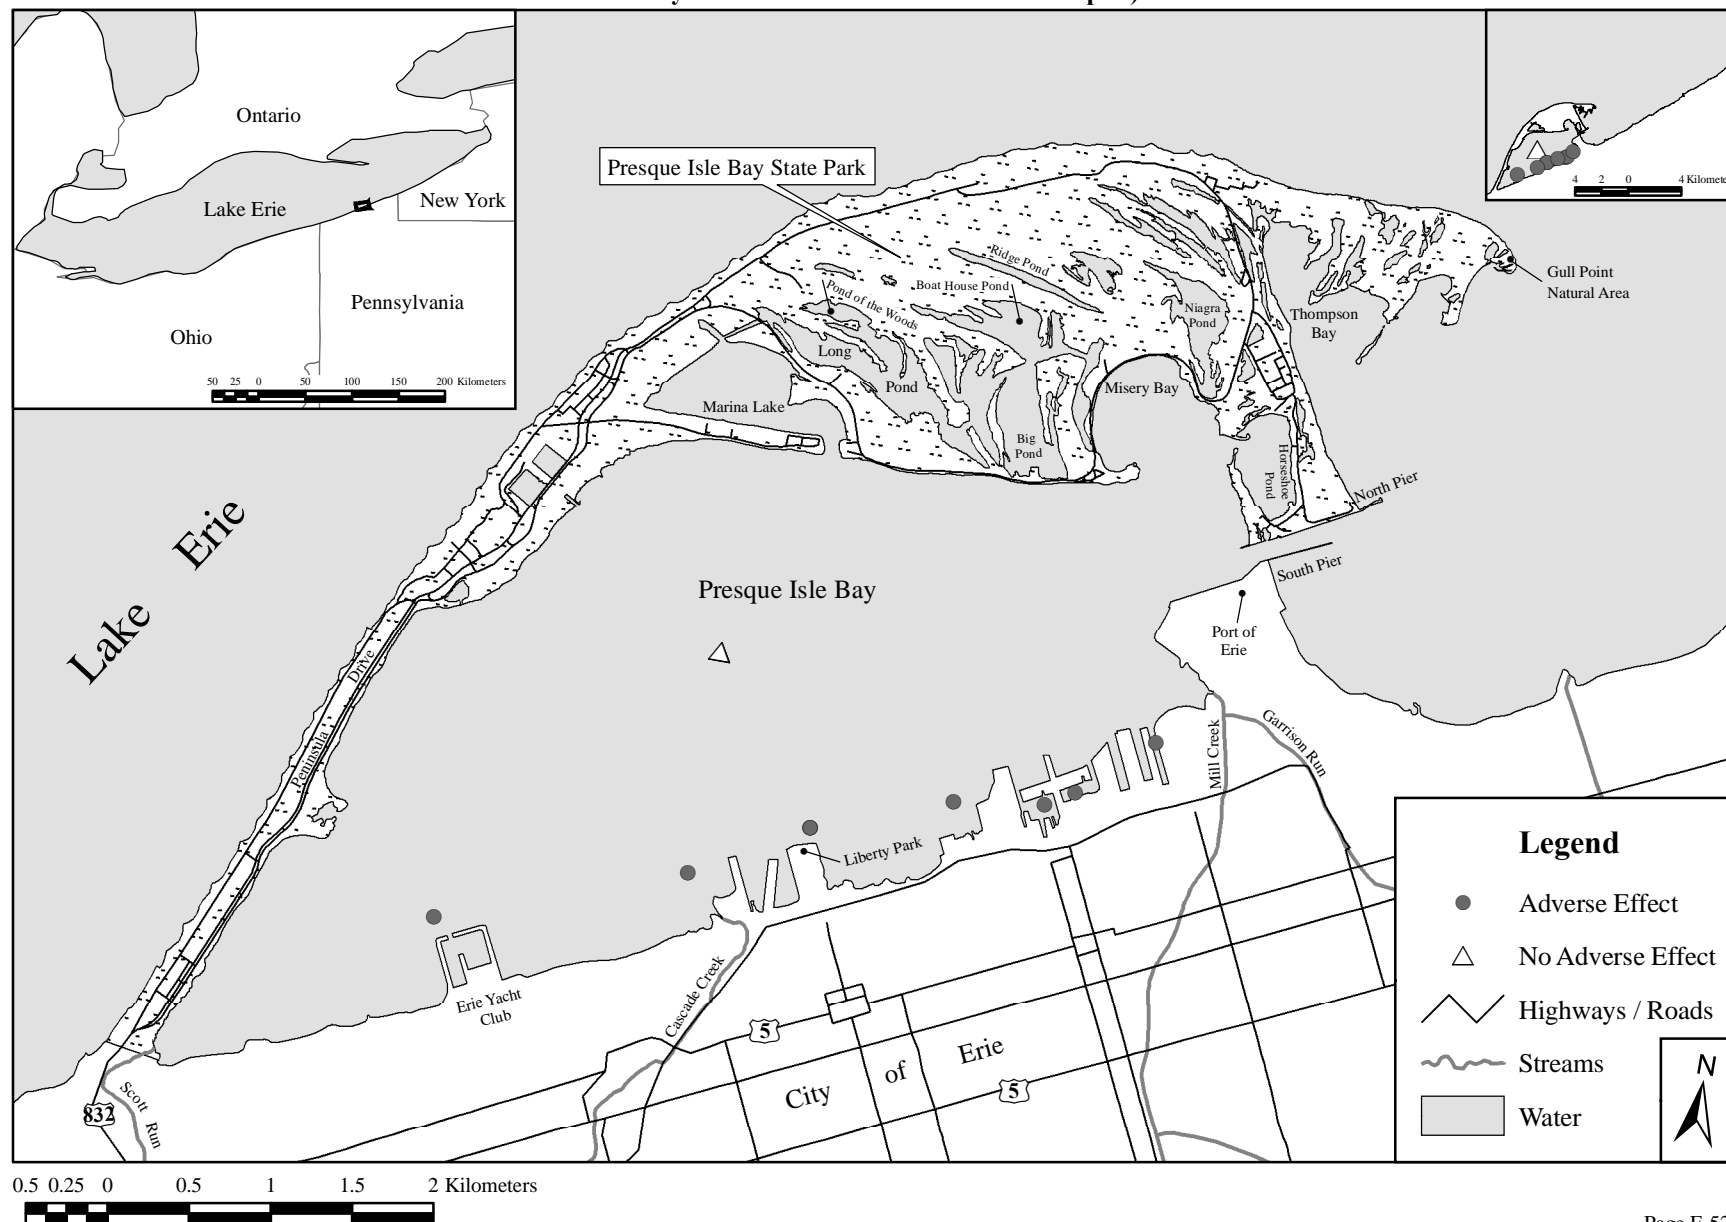 Ontario
Lake Erie
New York
Pennsylvania
Ohio
50 25 0 50 100 150 200 Kilometers
4 2 0 4
Presque Isle Bay State Park
Gull Point
Natural Area
Ridge Pond
Boat House Pond
Pond of the Woods
Niagra
Pond
Thompson
Bay
Long
Pond
Misery Bay
Marina Lake
Big
Pond
Horseshoe
Pond
North Pier
South Pier
Lake Erie
Presque Isle Bay
Port of
Erie
Peninsula Drive
Mill Creek
Garrison Run
Liberty Park
Erie Yacht
Club
Cascade Creek
5
City of Erie
5
832
Scott Run
Legend
Adverse Effect
No Adverse Effect
Highways / Roads
Streams
Water
N
0.5 0.25 0 0.5 1 1.5 2 Kilometers